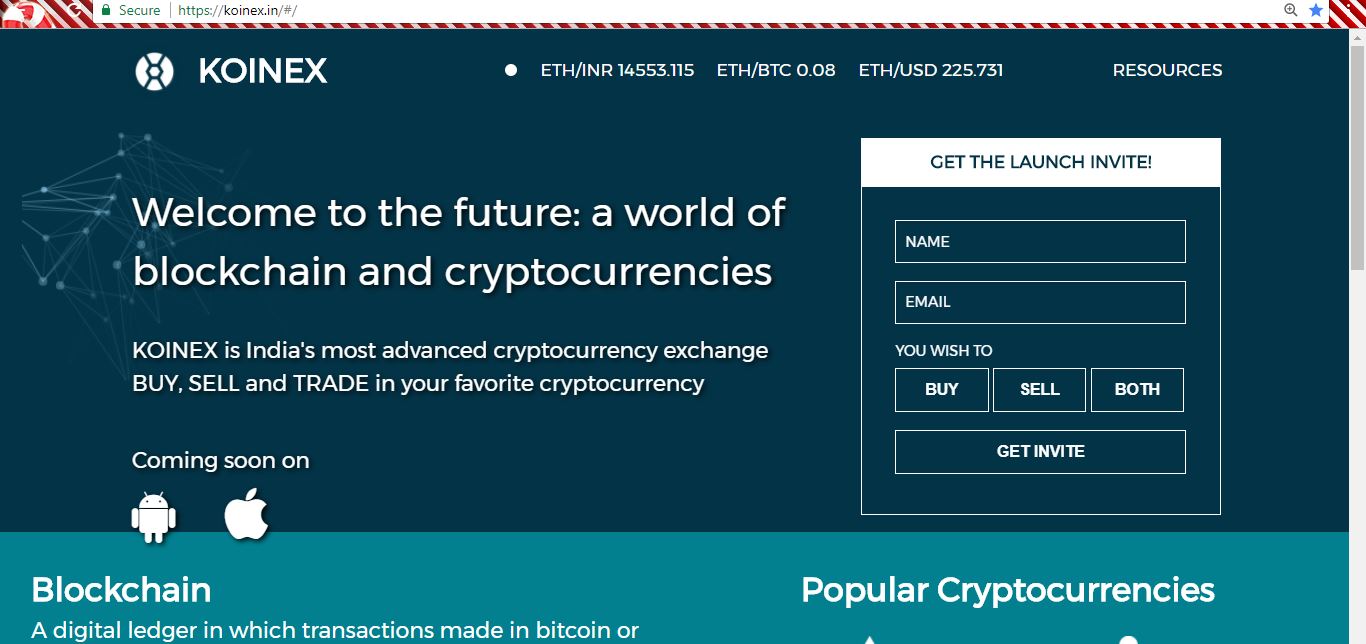 Secure https://koinex.in/#/
KOINEX
ETH/INR 14553.115 ETH/BTC 0.08 ETH/USD 225.731
RESOURCES
Welcome to the future: a world of
blockchain and cryptocurrencies
KOINEX is India's most advanced cryptocurrency exchange
BUY, SELL and TRADE in your favorite cryptocurrency
Coming soon on
GET THE LAUNCH INVITE!
NAME
EMAIL
YOU WISH TO
BUY SELL BOTH
GET INVITE
Blockchain
A digital ledger in which transactions made in bitcoin or
Popular Cryptocurrencies